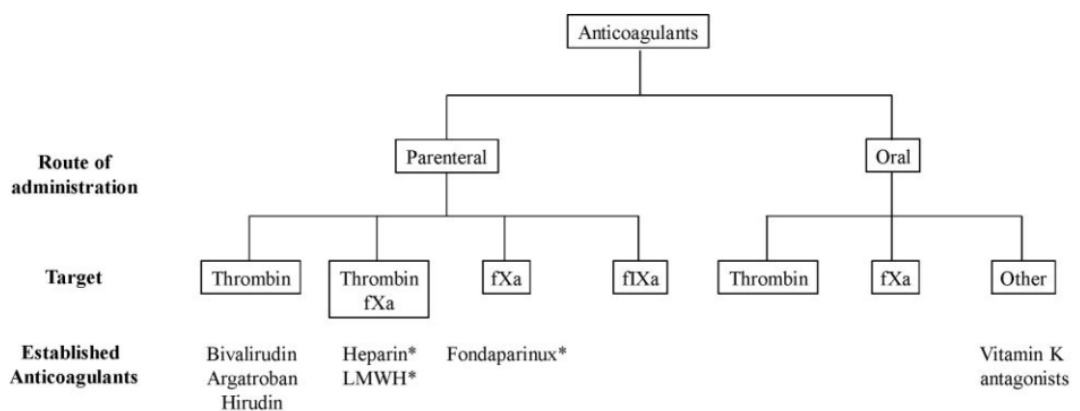 Anticoagulants
Route of
administration
Parenteral
Oral
Target
Thrombin
Thrombin
fXa
fXa
fIXa
Thrombin
fXa
Other
Established
Anticoagulants
Bivalirudin
Argatroban
Hirudin
Heparin*
LMWH*
Fondaparinux*
Vitamin K
antagonists